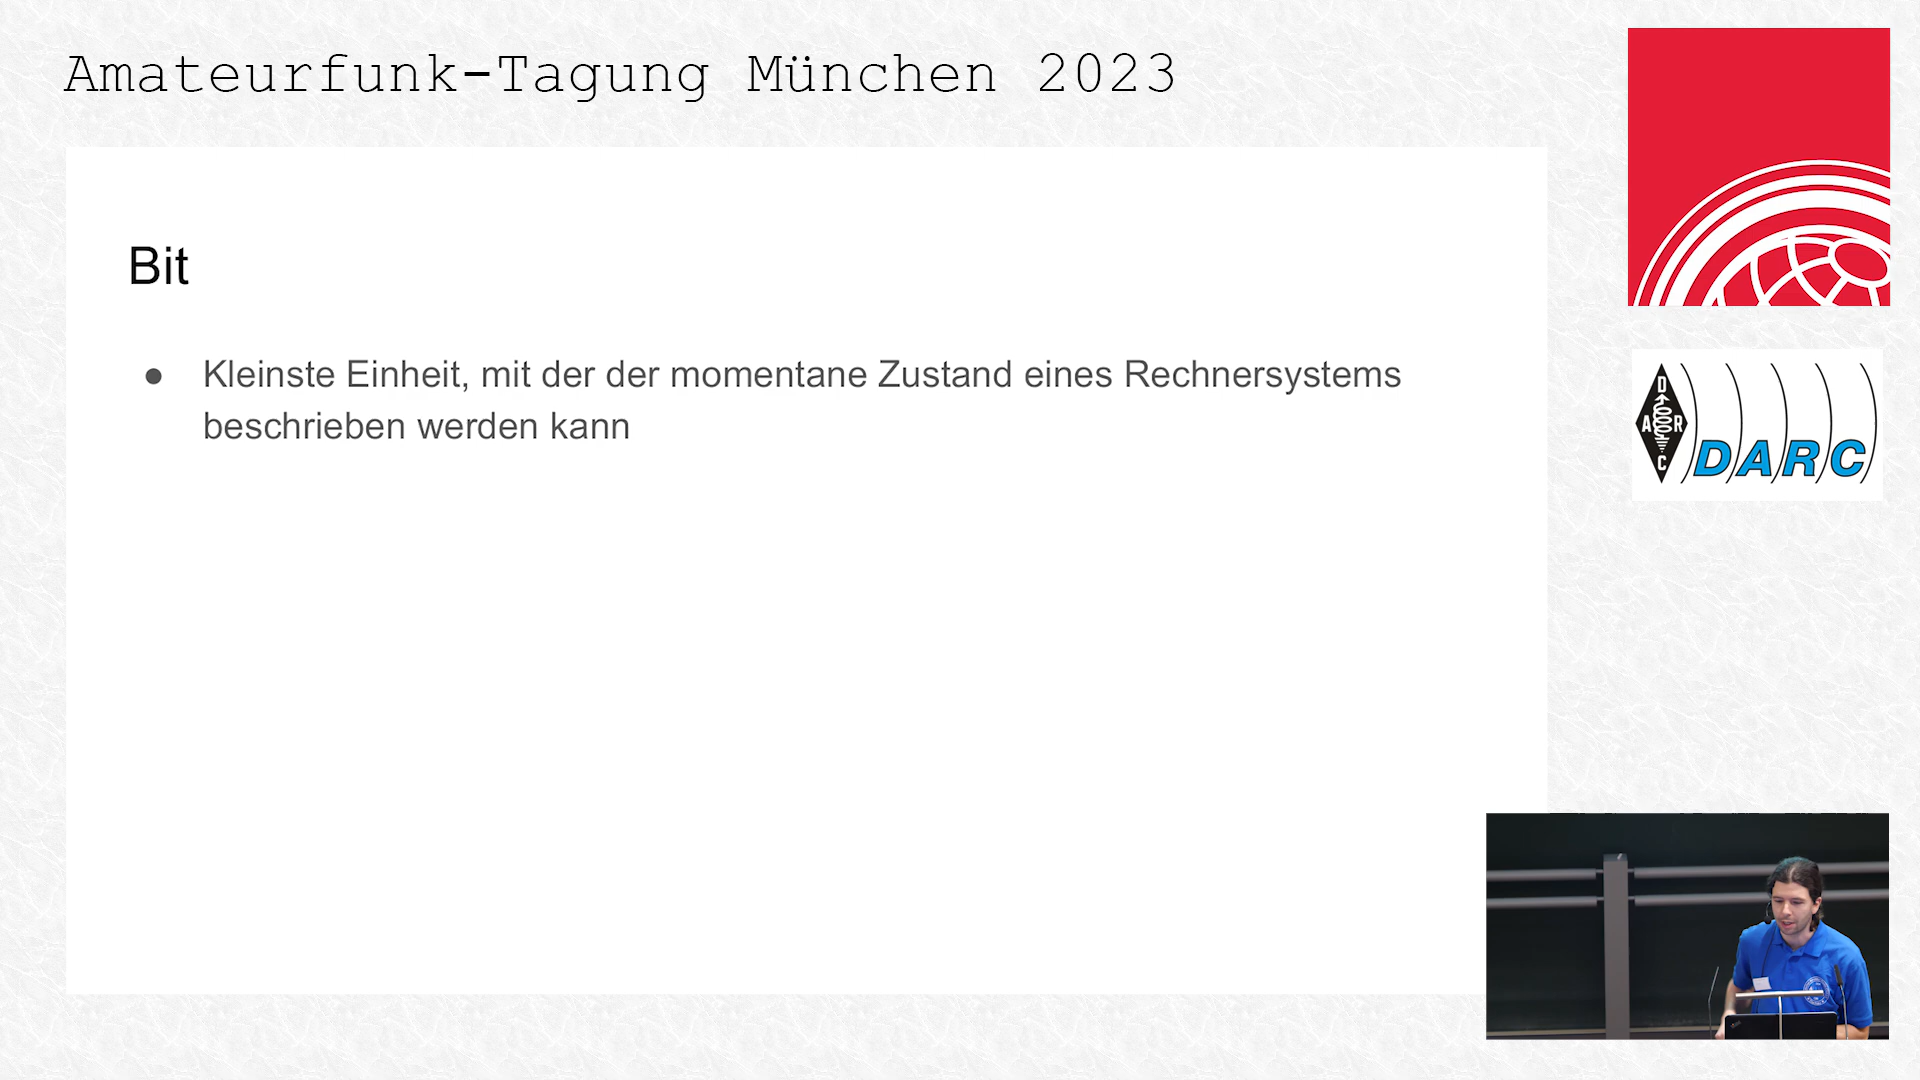 Amateurfunk-Tagung München 2023
Bit
● Kleinste Einheit, mit der der momentane Zustand eines Rechnersystems
beschrieben werden kann
D
A R
C
DARC